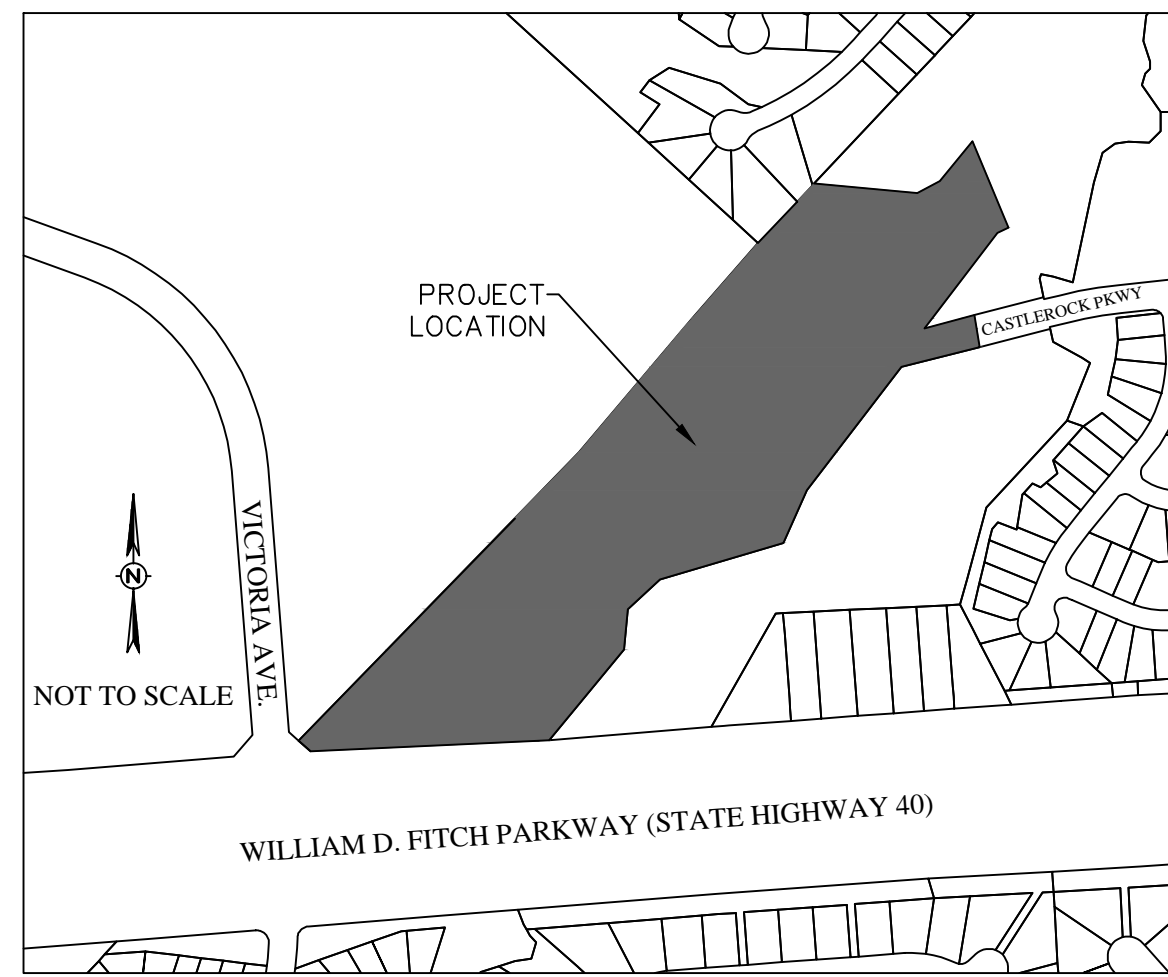 PROJECT
LOCATION
CASTLEROCK PKWY
VICTORIA AVE.
N
NOT TO SCALE
WILLIAM D. FITCH PARKWAY (STATE HIGHWAY 40)